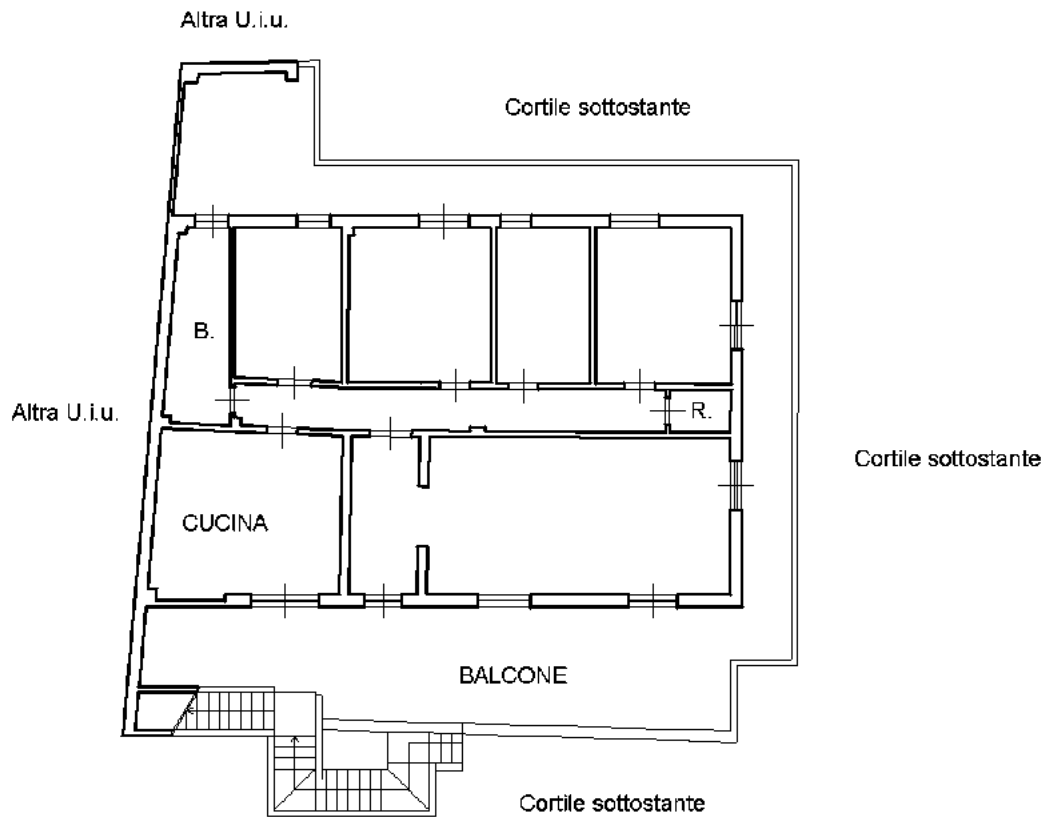 Altra U.i.u.
Cortile sottostante
B.
Altra U.i.u.
R.
Cortile sottostante
CUCINA
BALCONE
Cortile sottostante